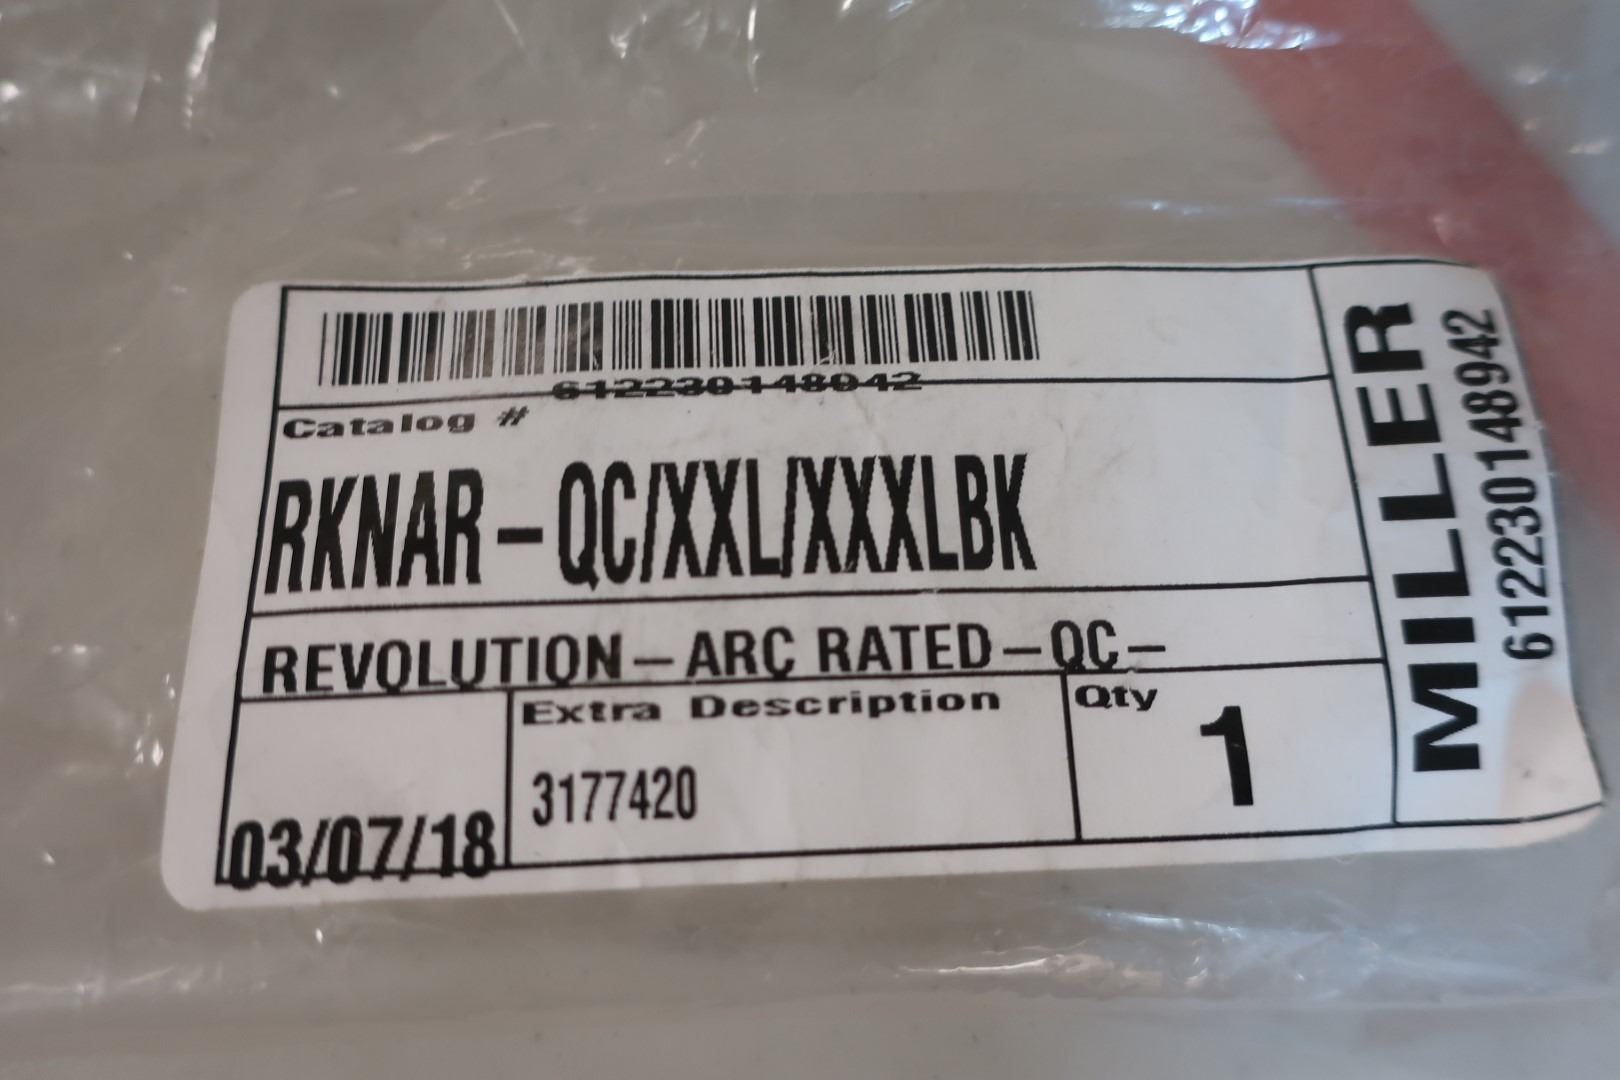 612230148942
Catalog #
RKNAR-QC/XXL/XXXLBK
REVOLUTION-ARC RATED-QC-
03/07/18
Extra Description
3177420
Qty
1
MILLER
612230148942